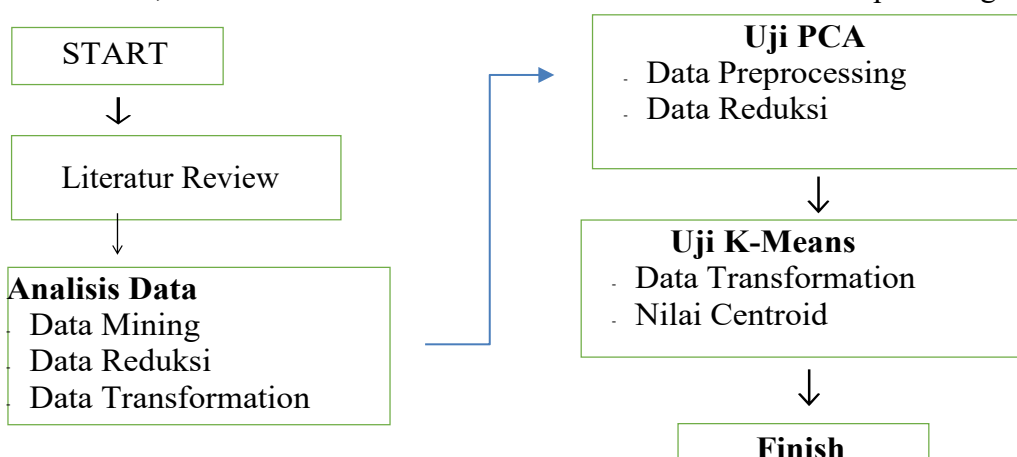 START
Literatur Review
Analisis Data
- Data Mining
- Data Reduksi
- Data Transformation
Uji PCA
- Data Preprocessing
- Data Reduksi
Uji K-Means
- Data Transformation
- Nilai Centroid
Finish